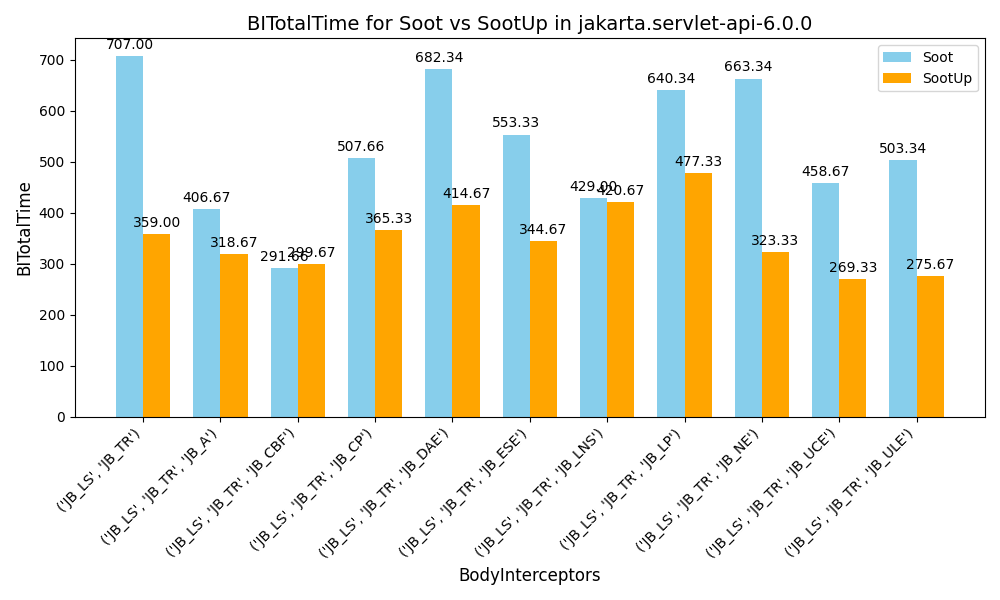 BITotalTime for Soot vs SootUp in jakarta.servlet-api-6.0.0
Soot
SootUp
BITotalTime
700
600
500
400
300
200
100
0
707.00
359.00
406.67
318.67
291.66
299.67
507.66
365.33
682.34
414.67
553.33
344.67
429.00
420.67
640.34
477.33
663.34
323.33
458.67
269.33
503.34
275.67
('JB_LS', 'JB_TR')
('JB_LS', 'JB_TR', 'JB_A')
('JB_LS', 'JB_TR', 'JB_CBF')
('JB_LS', 'JB_TR', 'JB_CP')
('JB_LS', 'JB_TR', 'JB_DAE')
('JB_LS', 'JB_TR', 'JB_ESE')
('JB_LS', 'JB_TR', 'JB_LNS')
('JB_LS', 'JB_TR', 'JB_LP')
('JB_LS', 'JB_TR', 'JB_NE')
('JB_LS', 'JB_TR', 'JB_UCE')
('JB_LS', 'JB_TR', 'JB_ULE')
BodyInterceptors